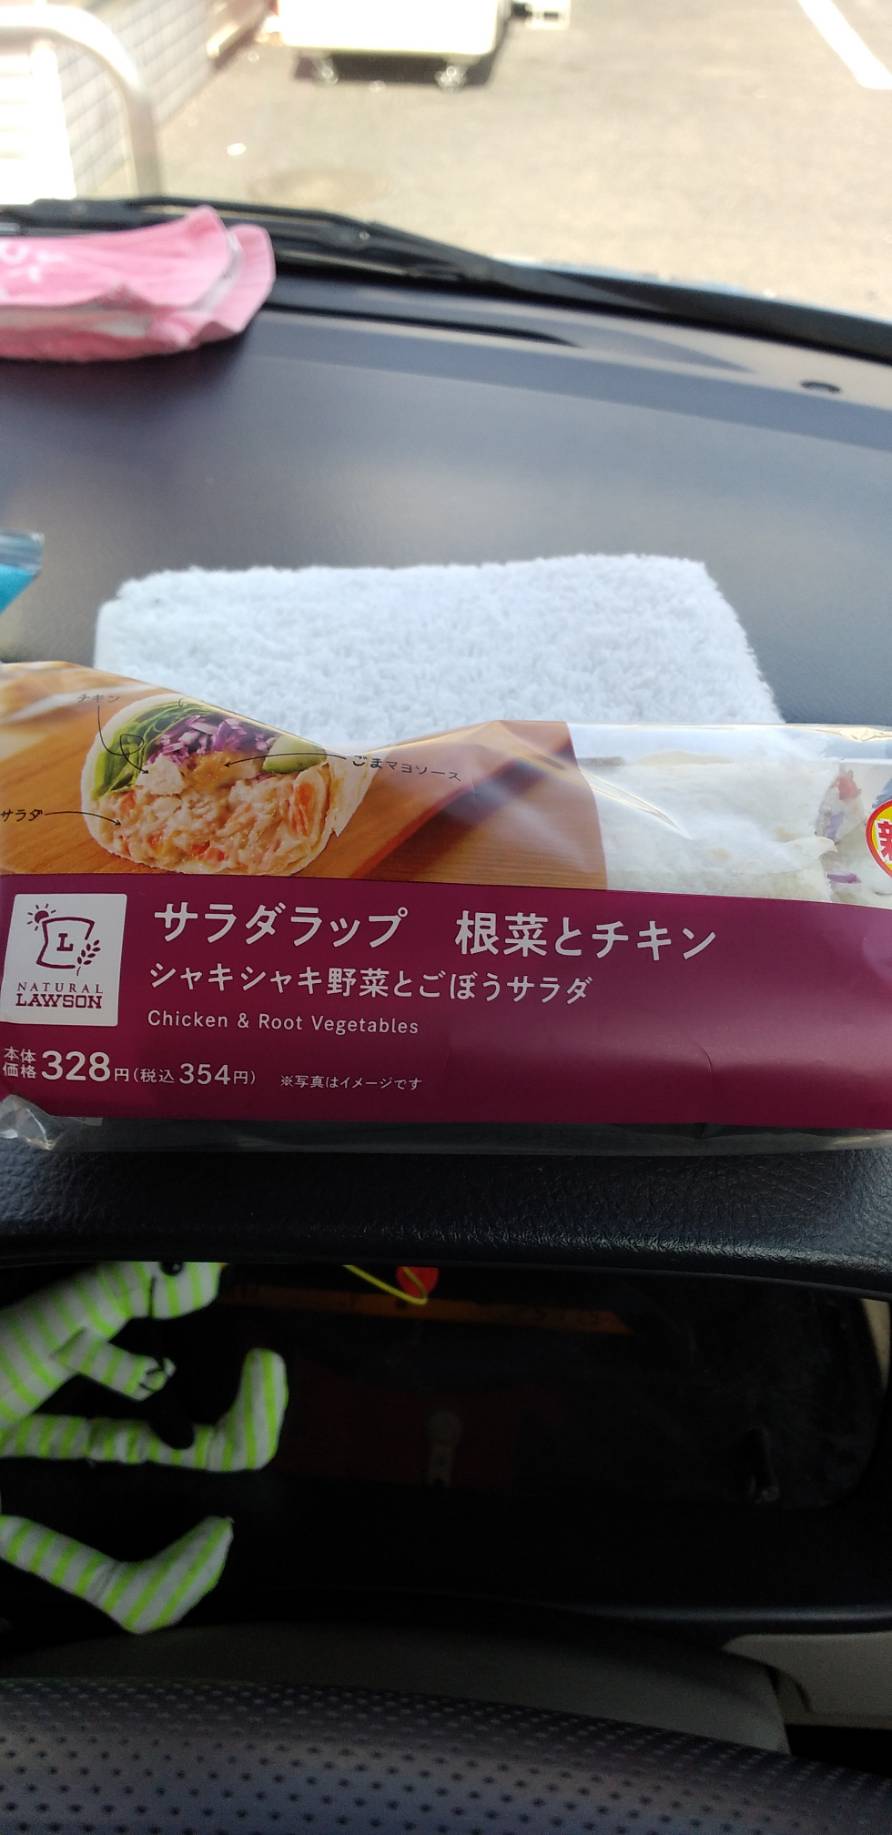 チキン
ごまマヨソース
サラダ
新
サラダラップ 根菜とチキン
シャキシャキ野菜とごぼうサラダ
Chicken & Root Vegetables
L
NATURAL
LAWSON
本体価格328円(税込354円) ※写真はイメージです